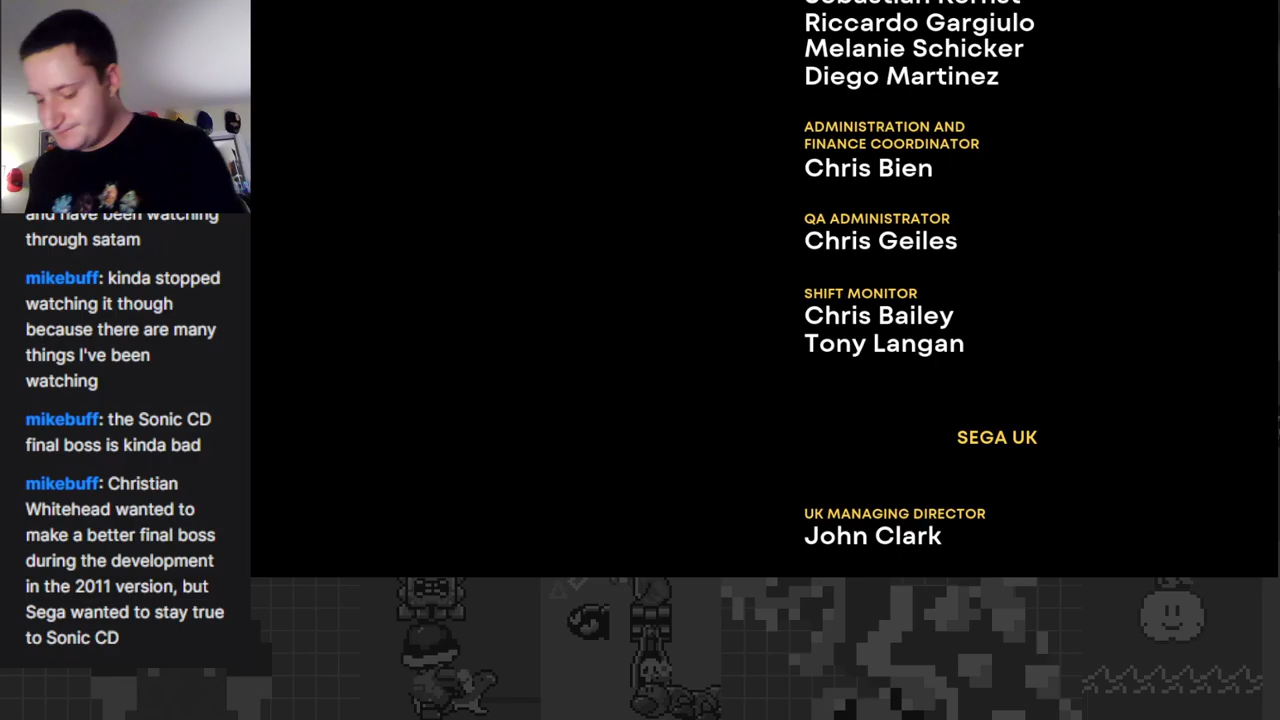 Riccardo Gargiulo
Melanie Schicker
Diego Martinez
ADMINISTRATION AND
FINANCE COORDINATOR
Chris Bien
QA ADMINISTRATOR
Chris Geiles
SHIFT MONITOR
Chris Bailey
Tony Langan
SEGA UK
UK MANAGING DIRECTOR
John Clark
and have been watching
through satam
mikebuff: kinda stopped
watching it though
because there are many
things I've been
watching
mikebuff: the Sonic CD
final boss is kinda bad
mikebuff: Christian
Whitehead wanted to
make a better final boss
during the development
in the 2011 version, but
Sega wanted to stay true
to Sonic CD